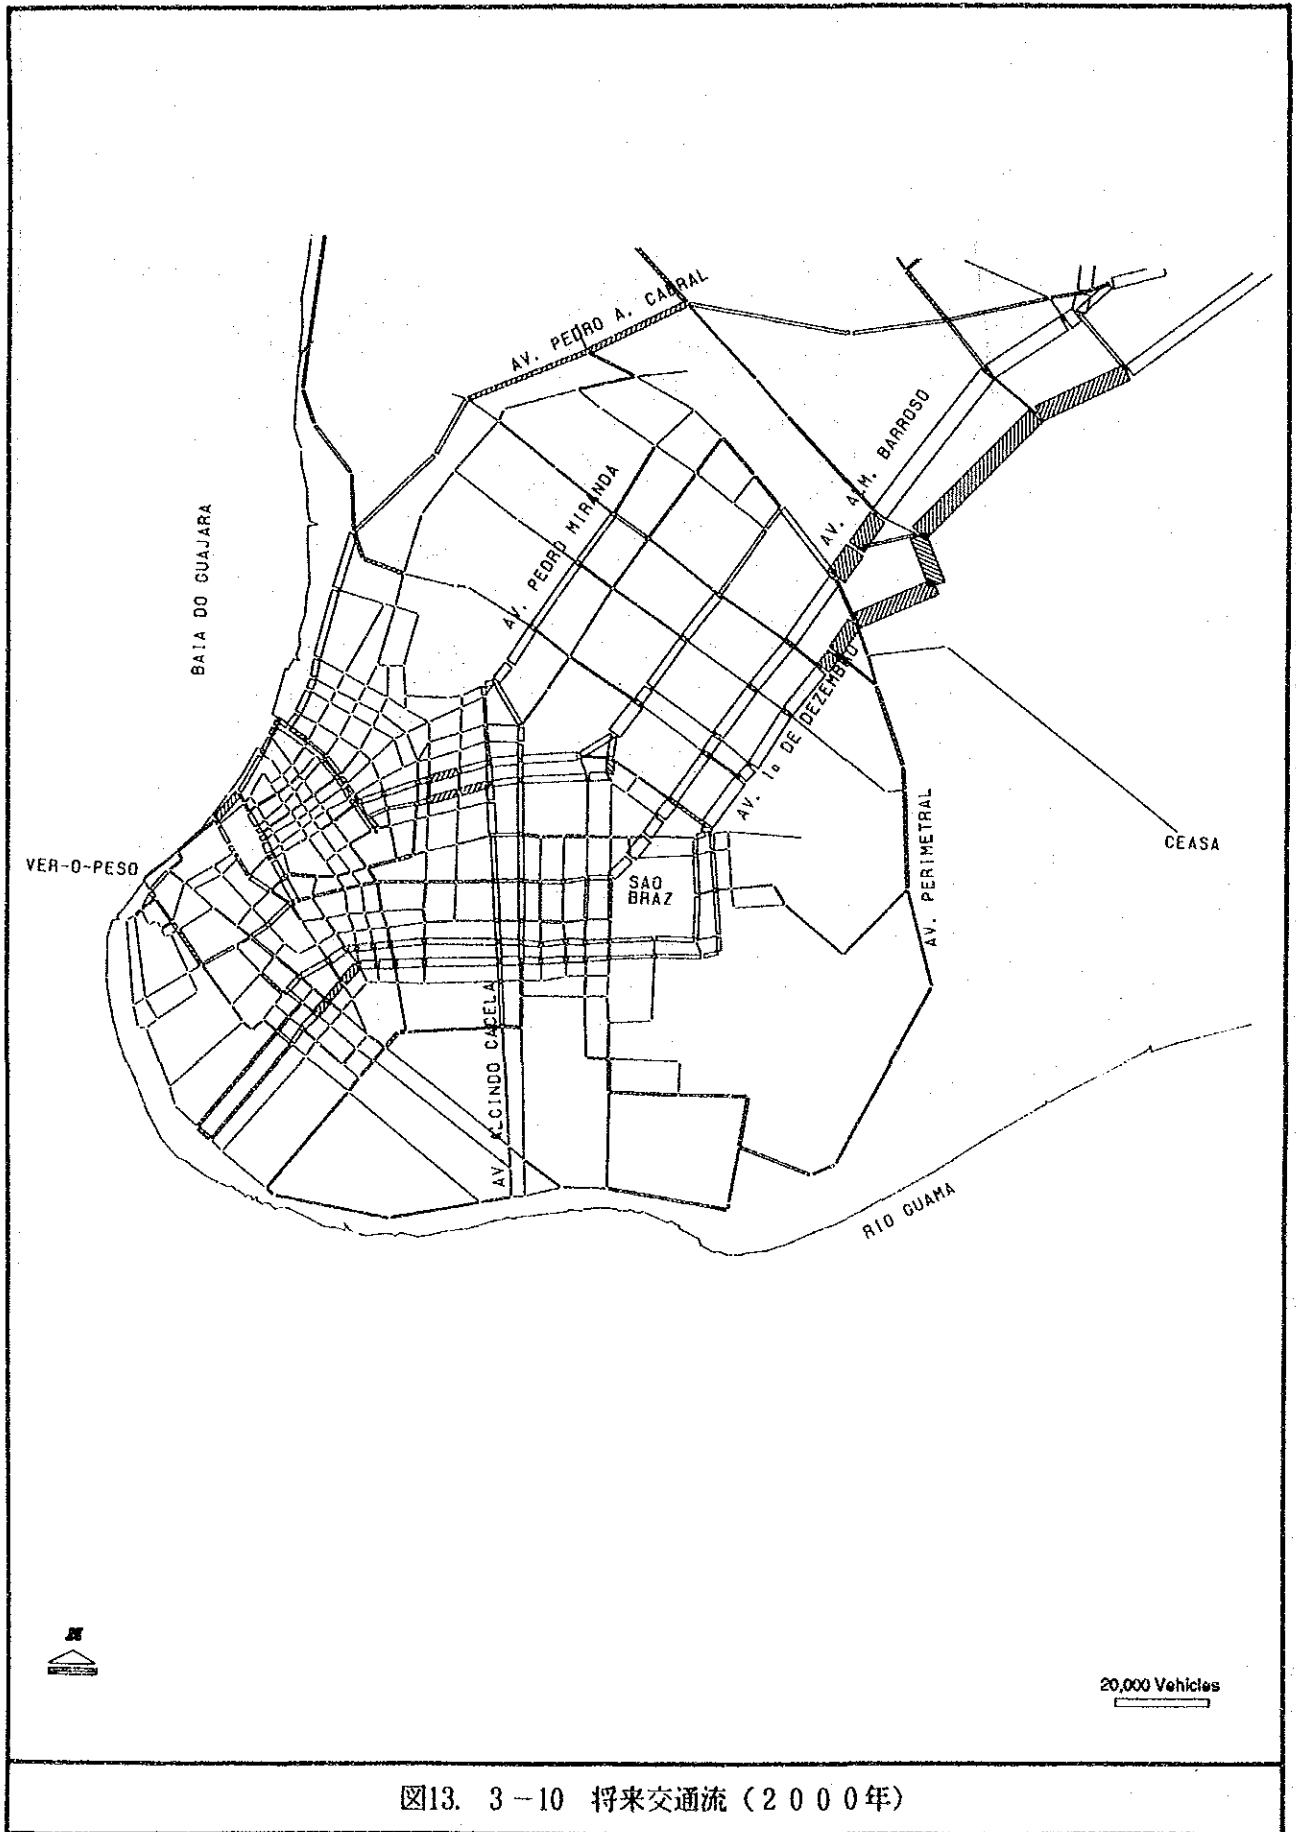 AV. PEDRO A. CABRAL
AV. ALM. BARROSO
AV. PEDRO MIRANDA
BAIA DO GUAJARA
AV. 1º DE DEZEMBRO
VER-O-PESO
CEASA
SAO
BRAZ
AV. PERIMETRAL
AV ALCINDO CACELA
RIO GUAMA
N
20,000 Vehicles
図13. 3-10 将来交通流(2000年)